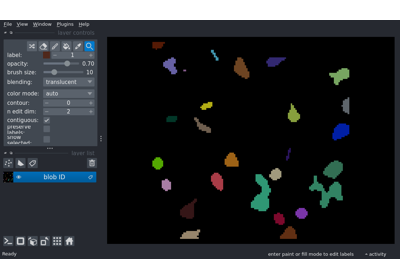 File View Window Plugins Help
layer controls
label: 1
opacity: 0.70
brush size: 10
blending: translucent
color mode: auto
contour: 0
n edit dim: 2
contiguous:
preserve labels:
show selected:
layer list
blob ID
Ready enter paint or fill mode to edit labels activity